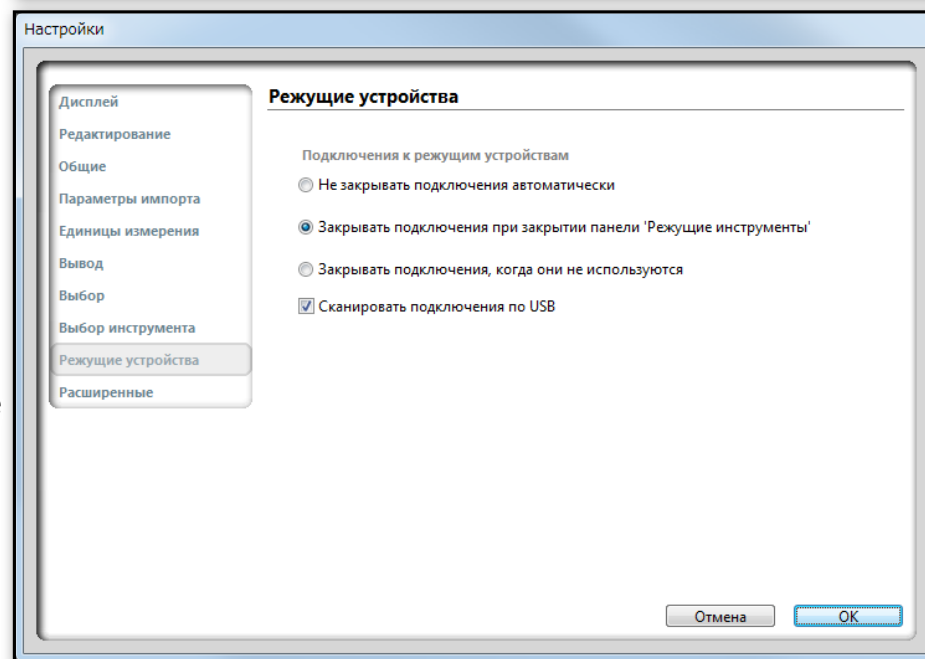 Настройки
Дисплей
Редактирование
Общие
Параметры импорта
Единицы измерения
Вывод
Выбор
Выбор инструмента
Режущие устройства
Расширенные
Режущие устройства
Подключения к режущим устройствам
Не закрывать подключения автоматически
Закрывать подключения при закрытии панели 'Режущие инструменты'
Закрывать подключения, когда они не используются
Сканировать подключения по USB
Отмена
OK